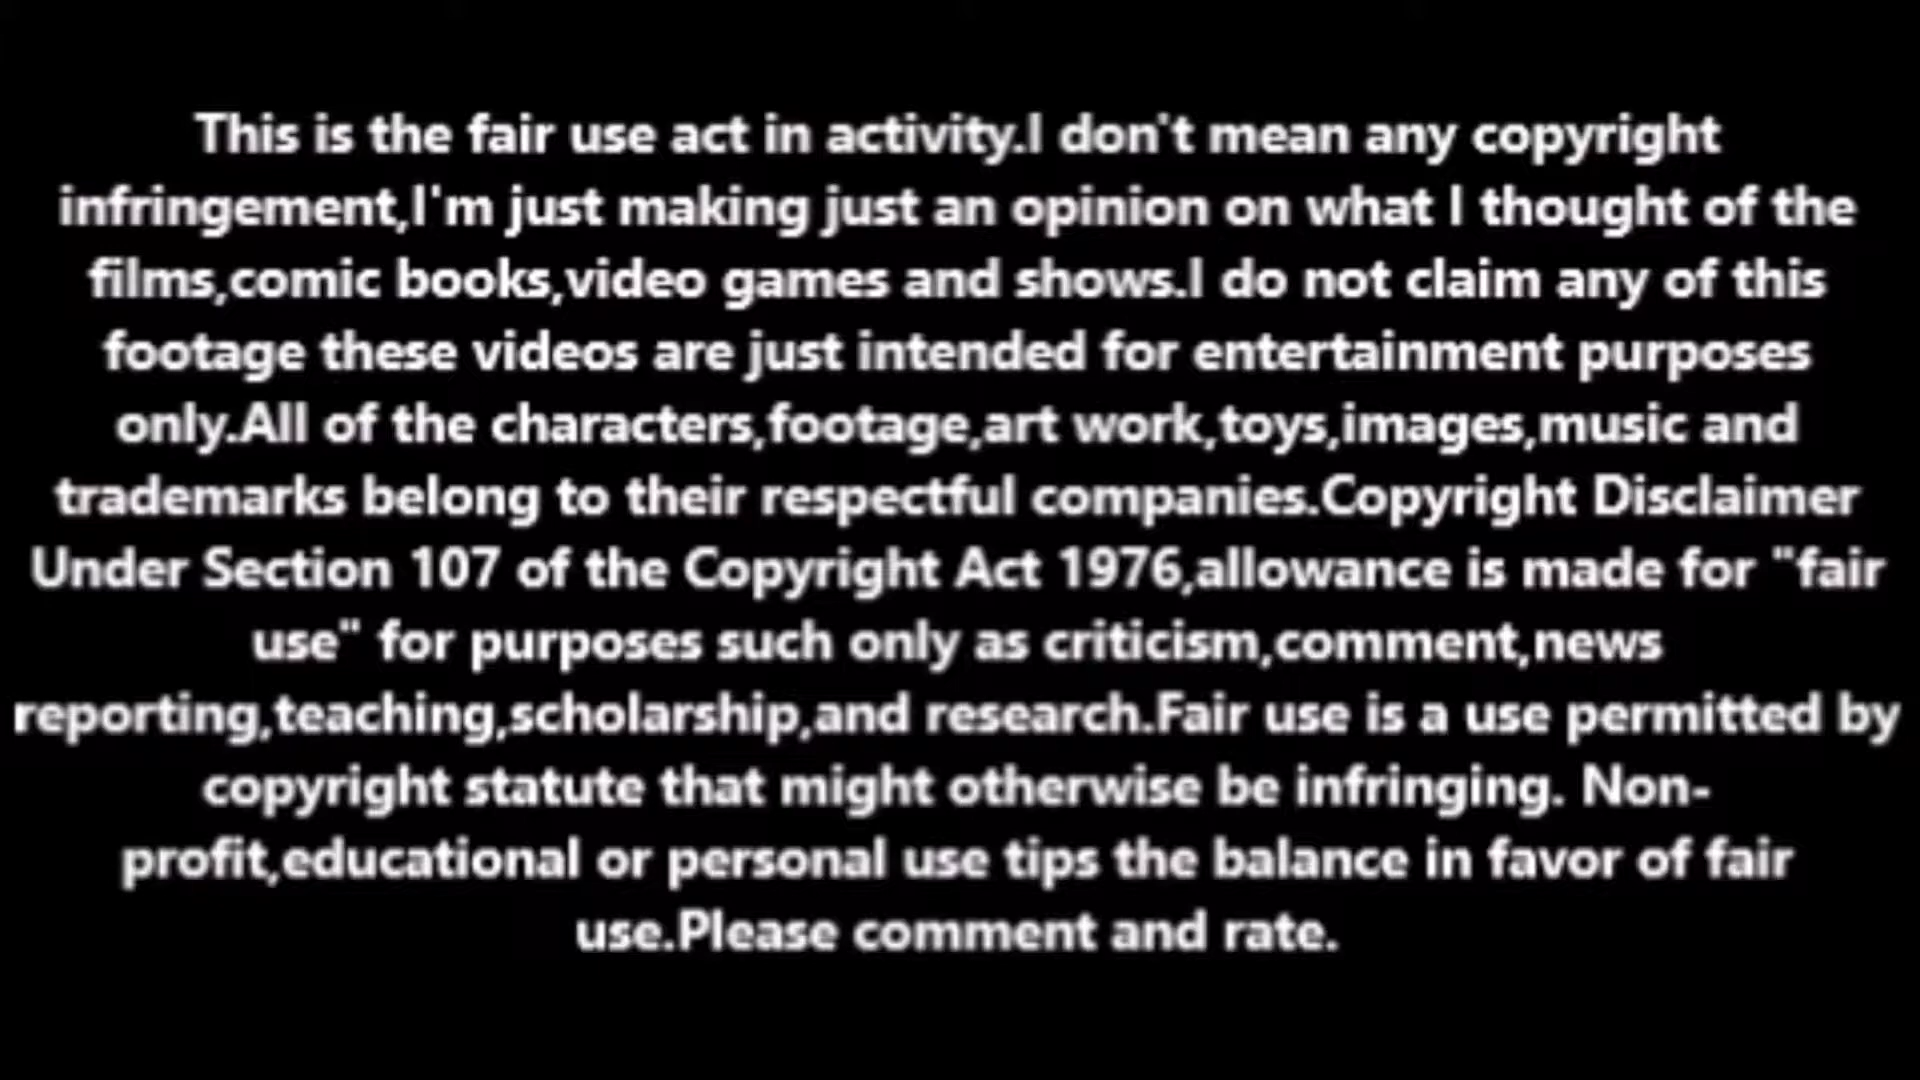 This is the fair use act in activity.I don't mean any copyright
infringement,I'm just making just an opinion on what I thought of the
films,comic books,video games and shows.I do not claim any of this
footage these videos are just intended for entertainment purposes
only.All of the characters,footage,art work,toys,images,music and
trademarks belong to their respectful companies.Copyright Disclaimer
Under Section 107 of the Copyright Act 1976,allowance is made for "fair
use" for purposes such only as criticism,comment,news
reporting,teaching,scholarship,and research.Fair use is a use permitted by
copyright statute that might otherwise be infringing. Non-
profit,educational or personal use tips the balance in favor of fair
use.Please comment and rate.